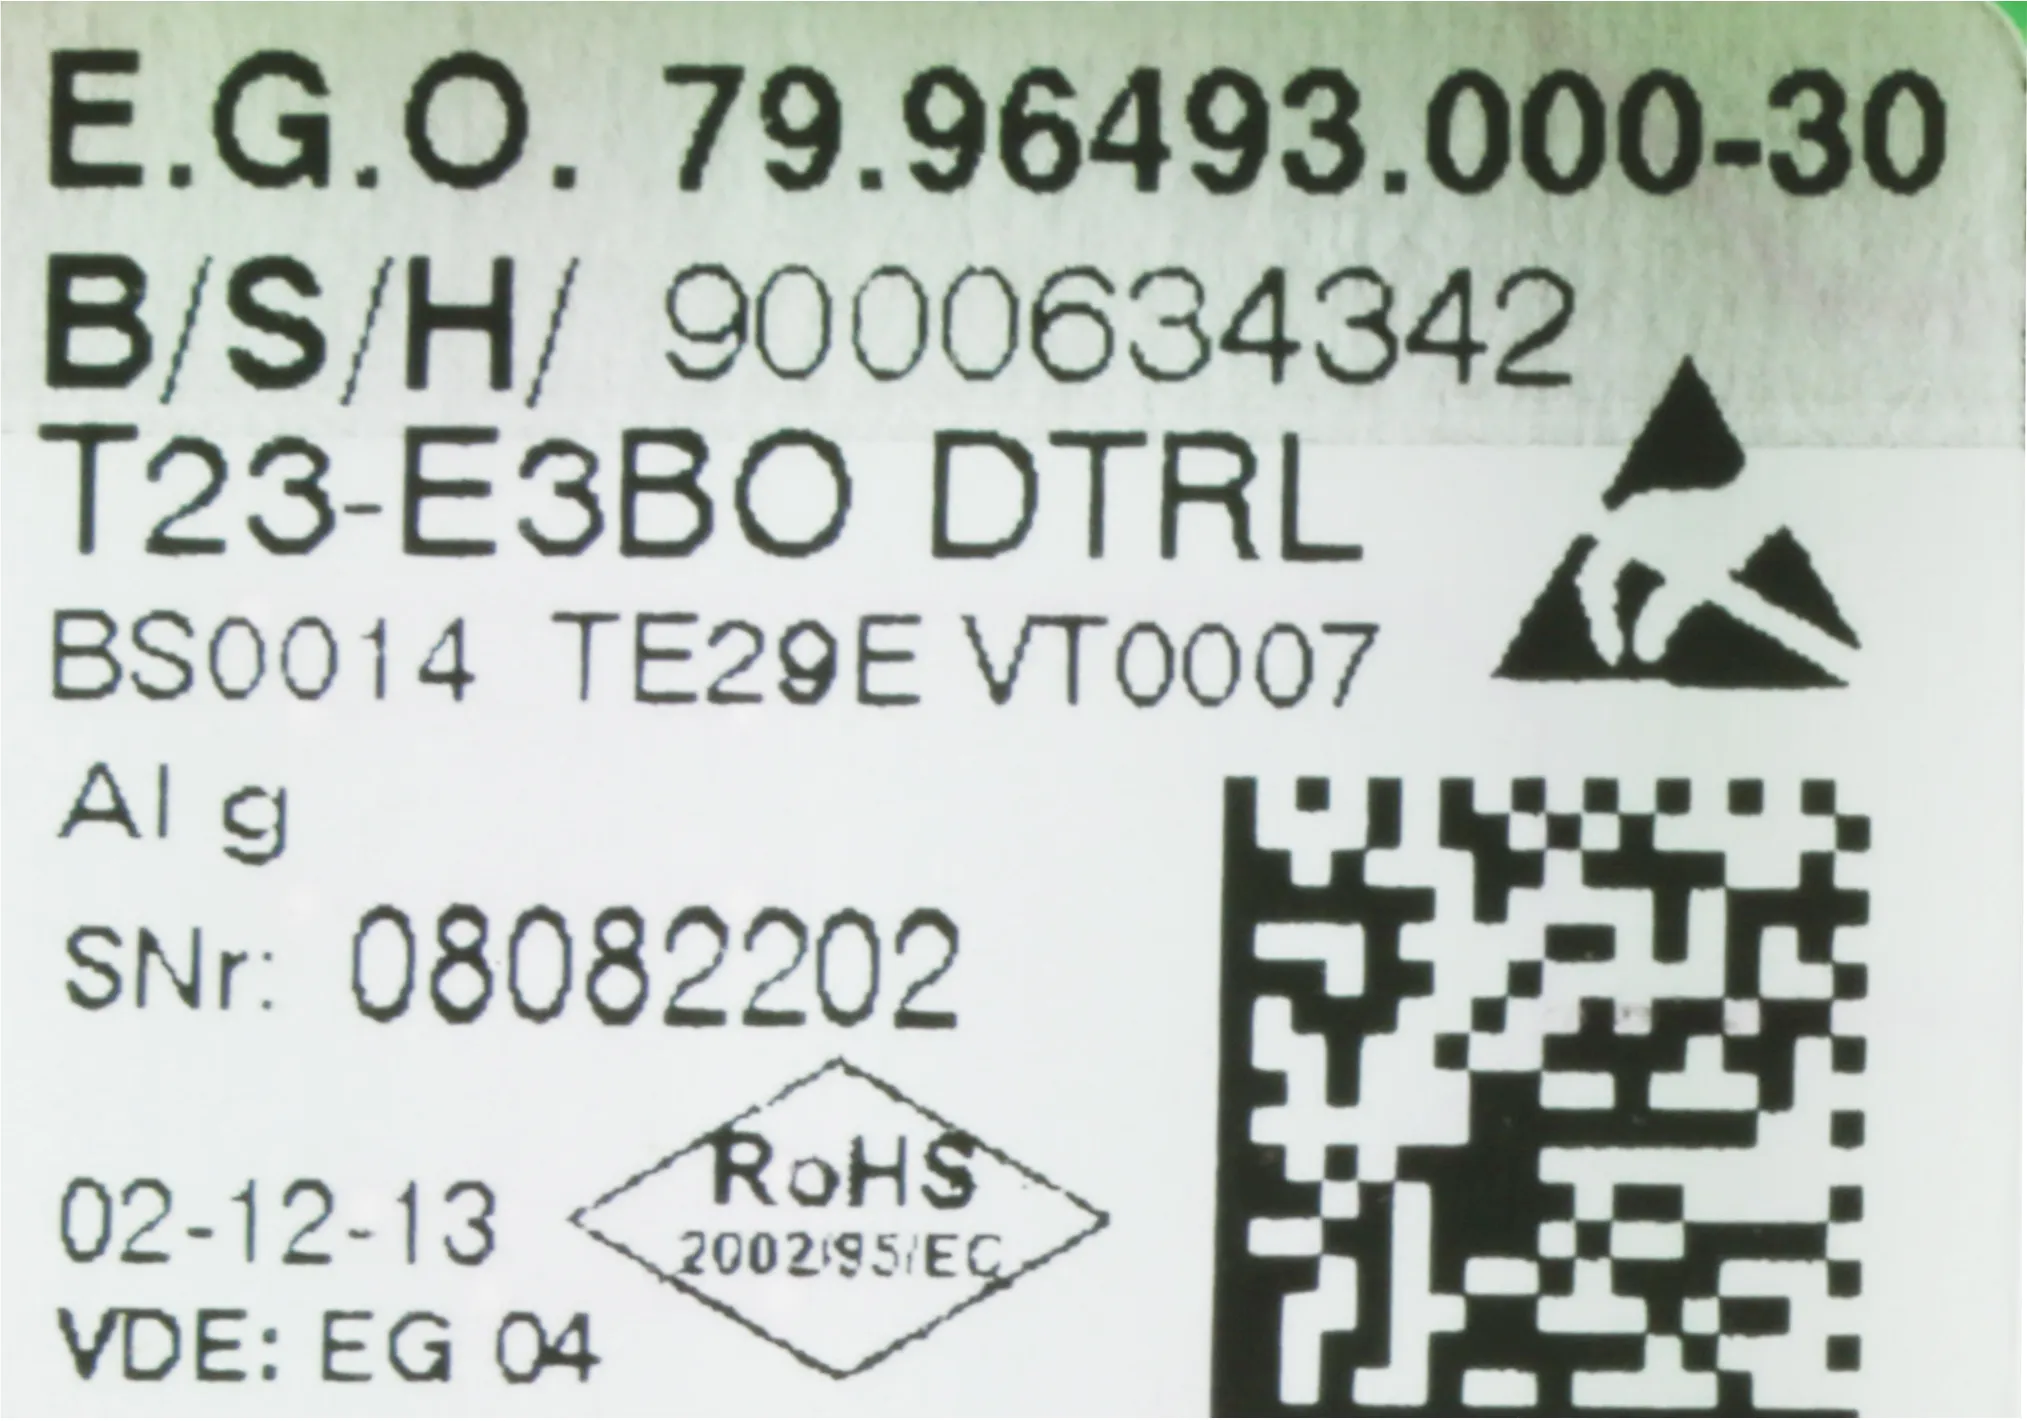 E.G.O. 79.96493.000-30
B/S/H/ 9000634342
T23-E3BO DTRL
BS0014 TE29E VT0007
Al g
SNr: 08082202
RoHS
2002/95/EC
02-12-13
VDE: EG 04